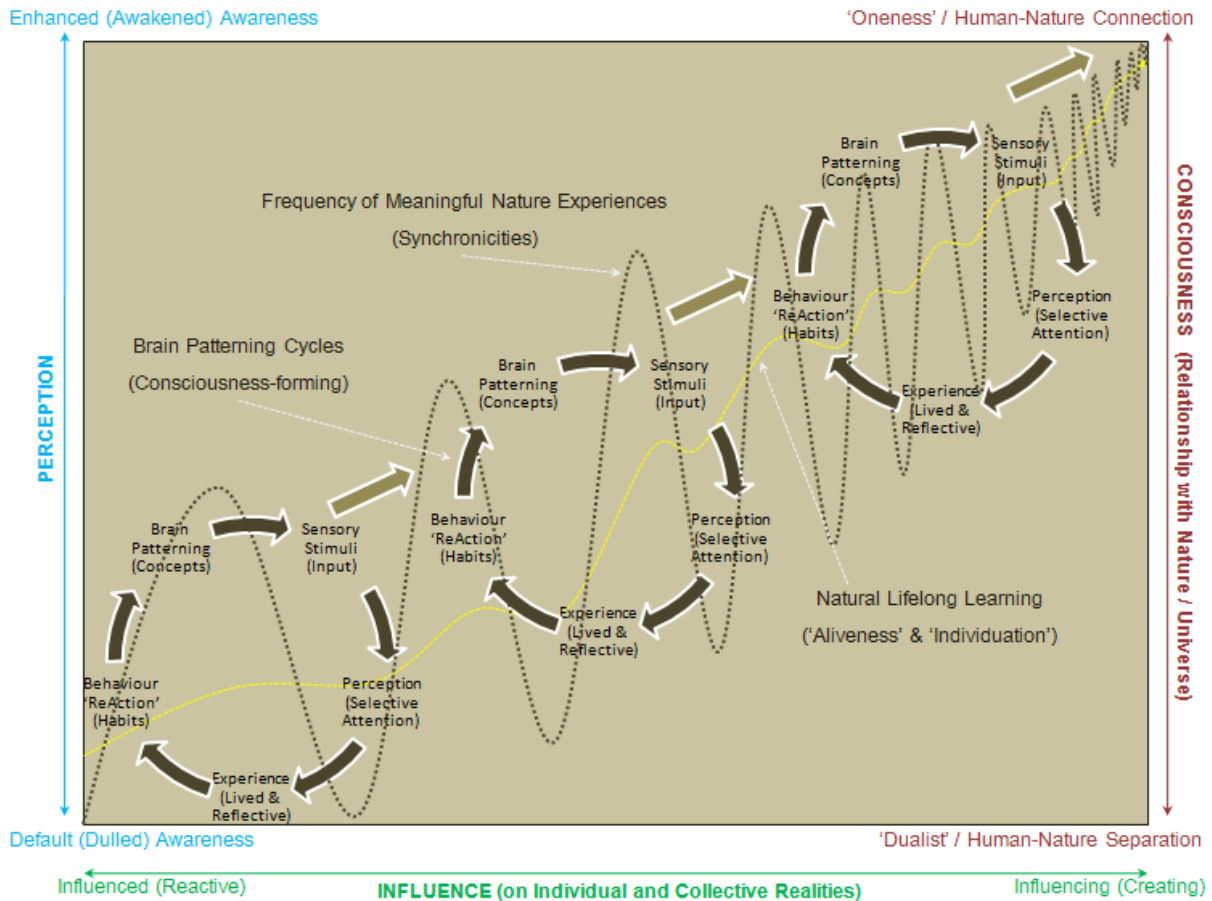 Enhanced (Awakened) Awareness
'Oneness' / Human-Nature Connection
PERCEPTION
CONSCIOUSNESS (Relationship with Nature / Universe)
Frequency of Meaningful Nature Experiences
(Synchronicities)
Brain Patterning Cycles
(Consciousness-forming)
Natural Lifelong Learning
('Aliveness' & 'Individuation')
Brain
Patterning
(Concepts)
Sensory
Stimuli
(Input)
Perception
(Selective
Attention)
Experience
(Lived &
Reflective)
Behaviour
'ReAction'
(Habits)
Brain
Patterning
(Concepts)
Sensory
Stimuli
(Input)
Perception
(Selective
Attention)
Experience
(Lived &
Reflective)
Behaviour
'ReAction'
(Habits)
Brain
Patterning
(Concepts)
Sensory
Stimuli
(Input)
Perception
(Selective
Attention)
Experience
(Lived &
Reflective)
Behaviour
'ReAction'
(Habits)
Default (Dulled) Awareness
'Dualist' / Human-Nature Separation
Influenced (Reactive)
INFLUENCE (on Individual and Collective Realities)
Influencing (Creating)